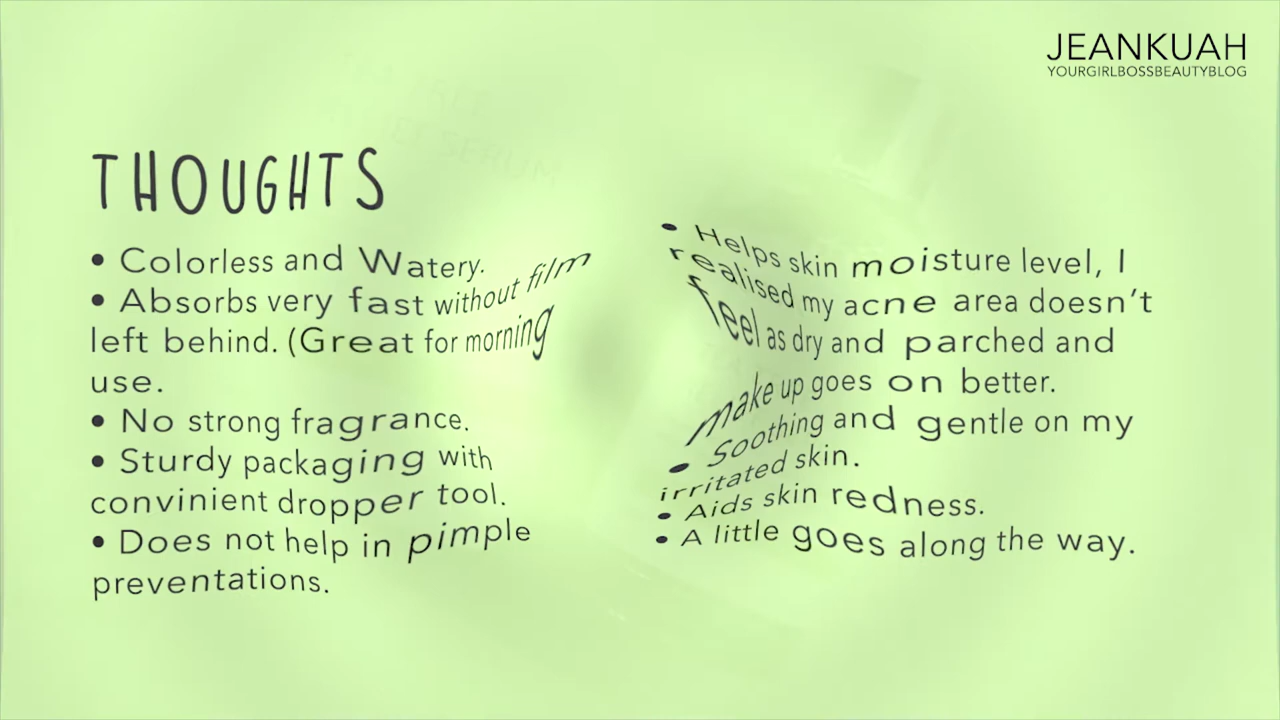 JEANKUAH
YOURGIRLBOSSBEAUTYBLOG
THOUGHTS
• Colorless and Watery.
• Absorbs very fast without film
left behind. (Great for morning
use.
• No strong fragrance.
• Sturdy packaging with
convinient dropper tool.
• Does not help in pimple
preventations.
• Helps skin moisture level, I
realised my acne area doesn't
feel as dry and parched and
make up goes on better.
• Soothing and gentle on my
irritated skin.
• Aids skin redness.
• A little goes along the way.